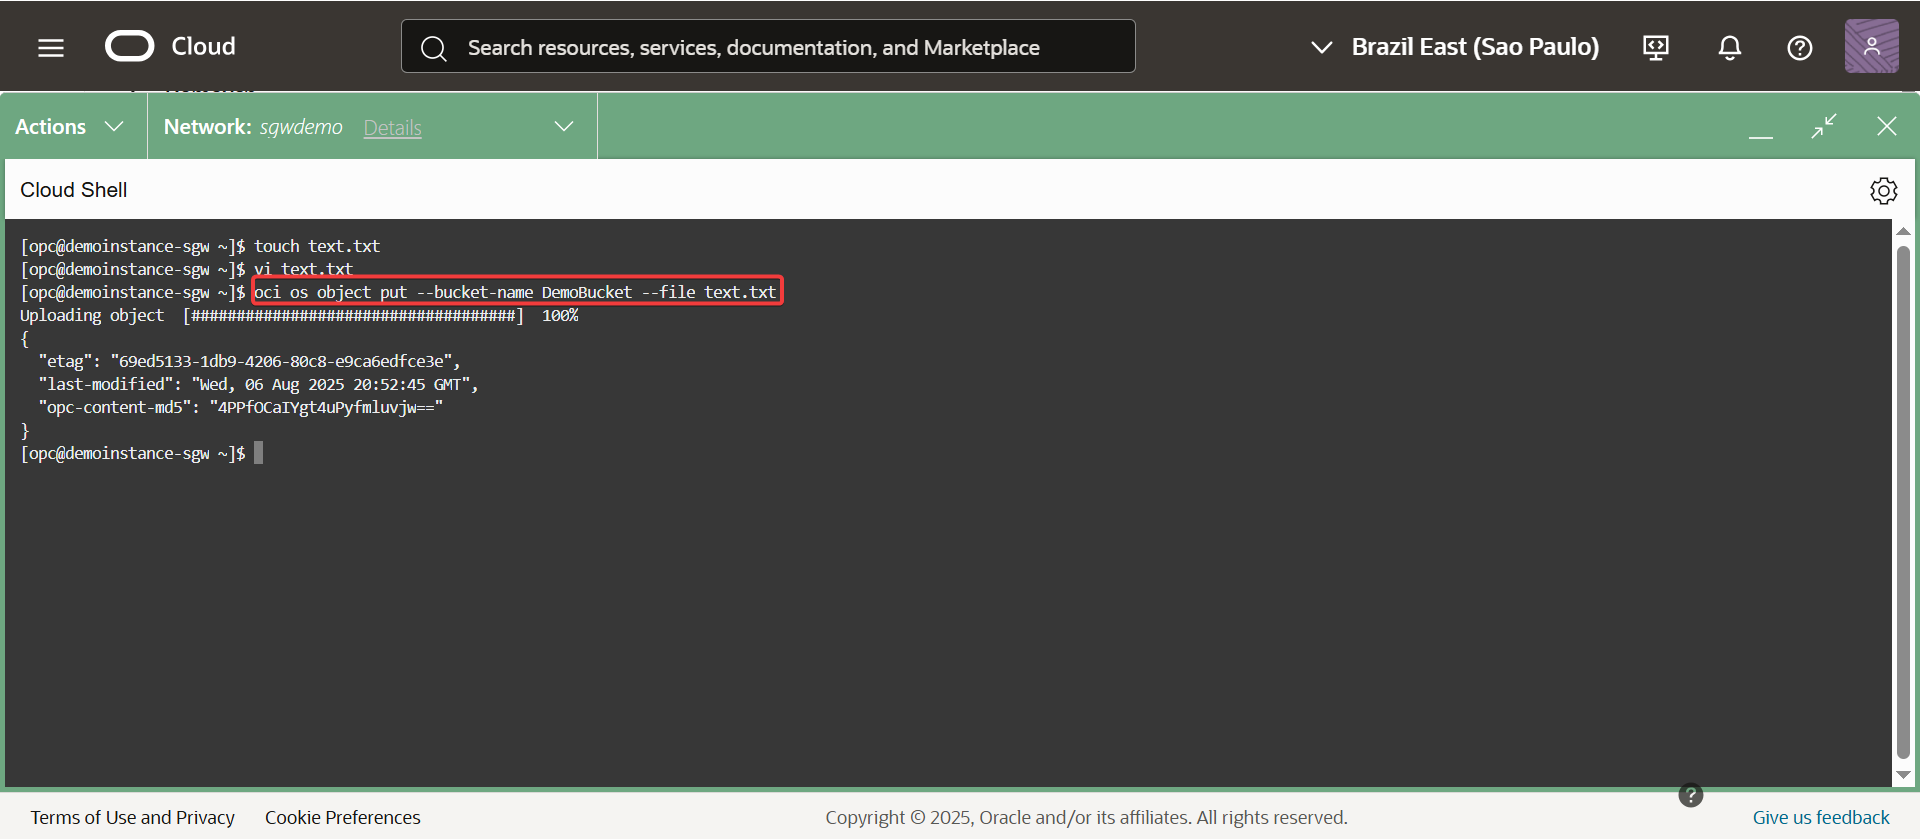 Cloud
Search resources, services, documentation, and Marketplace
Brazil East (Sao Paulo)
Actions
Network: sgwdemo Details
Cloud Shell
[opc@demoinstance-sgw ~]$ touch text.txt
[opc@demoinstance-sgw ~]$ vi text.txt
[opc@demoinstance-sgw ~]$ oci os object put --bucket-name DemoBucket --file text.txt
Uploading object  [####################################]  100%
{
  "etag": "69ed5133-1db9-4206-80c8-e9ca6edfce3e",
  "last-modified": "Wed, 06 Aug 2025 20:52:45 GMT",
  "opc-content-md5": "4PPfOCaIYgt4uPyfmluvjw=="
}
[opc@demoinstance-sgw ~]$
Terms of Use and Privacy
Cookie Preferences
Copyright © 2025, Oracle and/or its affiliates. All rights reserved.
Give us feedback